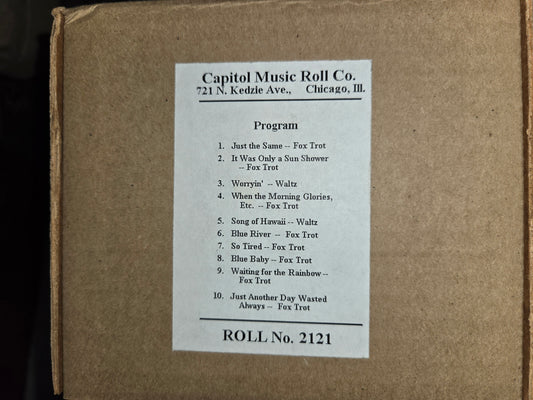 Capitol Music Roll Co.
721 N. Kedzie Ave., Chicago, Ill.
Program
1. Just the Same -- Fox Trot
2. It Was Only a Sun Shower
-- Fox Trot
3. Worryin' -- Waltz
4. When the Morning Glories,
Etc. -- Fox Trot
5. Song of Hawaii -- Waltz
6. Blue River -- Fox Trot
7. So Tired -- Fox Trot
8. Blue Baby -- Fox Trot
9. Waiting for the Rainbow --
Fox Trot
10. Just Another Day Wasted
Always -- Fox Trot
ROLL No. 2121